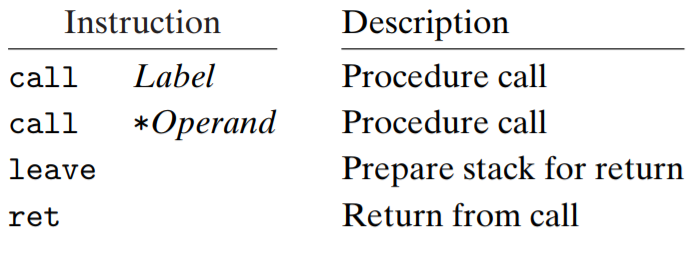 Instruction Description
call Label Procedure call
call *Operand Procedure call
leave Prepare stack for return
ret Return from call